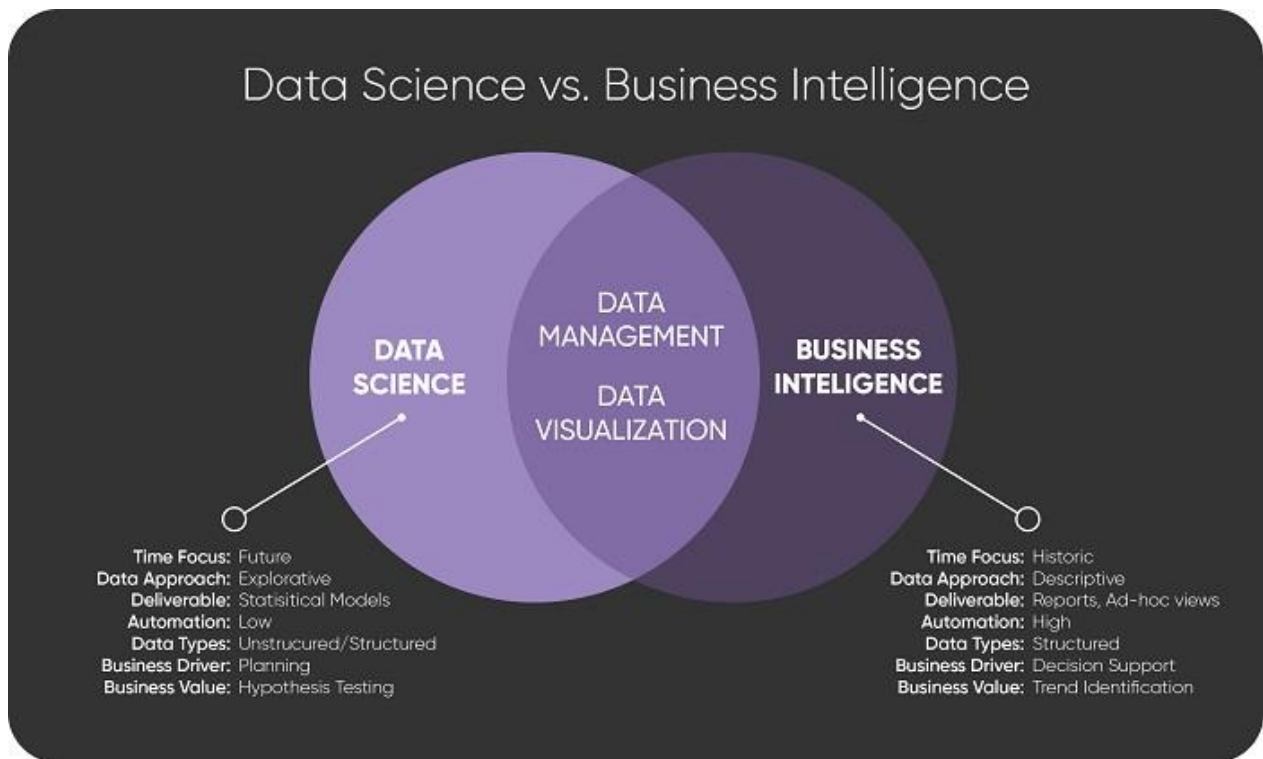 Data Science vs. Business Intelligence
DATA
SCIENCE
DATA
MANAGEMENT
DATA
VISUALIZATION
BUSINESS
INTELIGENCE
Time Focus: Future
Data Approach: Explorative
Deliverable: Statisitical Models
Automation: Low
Data Types: Unstrucured/Structured
Business Driver: Planning
Business Value: Hypothesis Testing
Time Focus: Historic
Data Approach: Descriptive
Deliverable: Reports, Ad-hoc views
Automation: High
Data Types: Structured
Business Driver: Decision Support
Business Value: Trend Identification